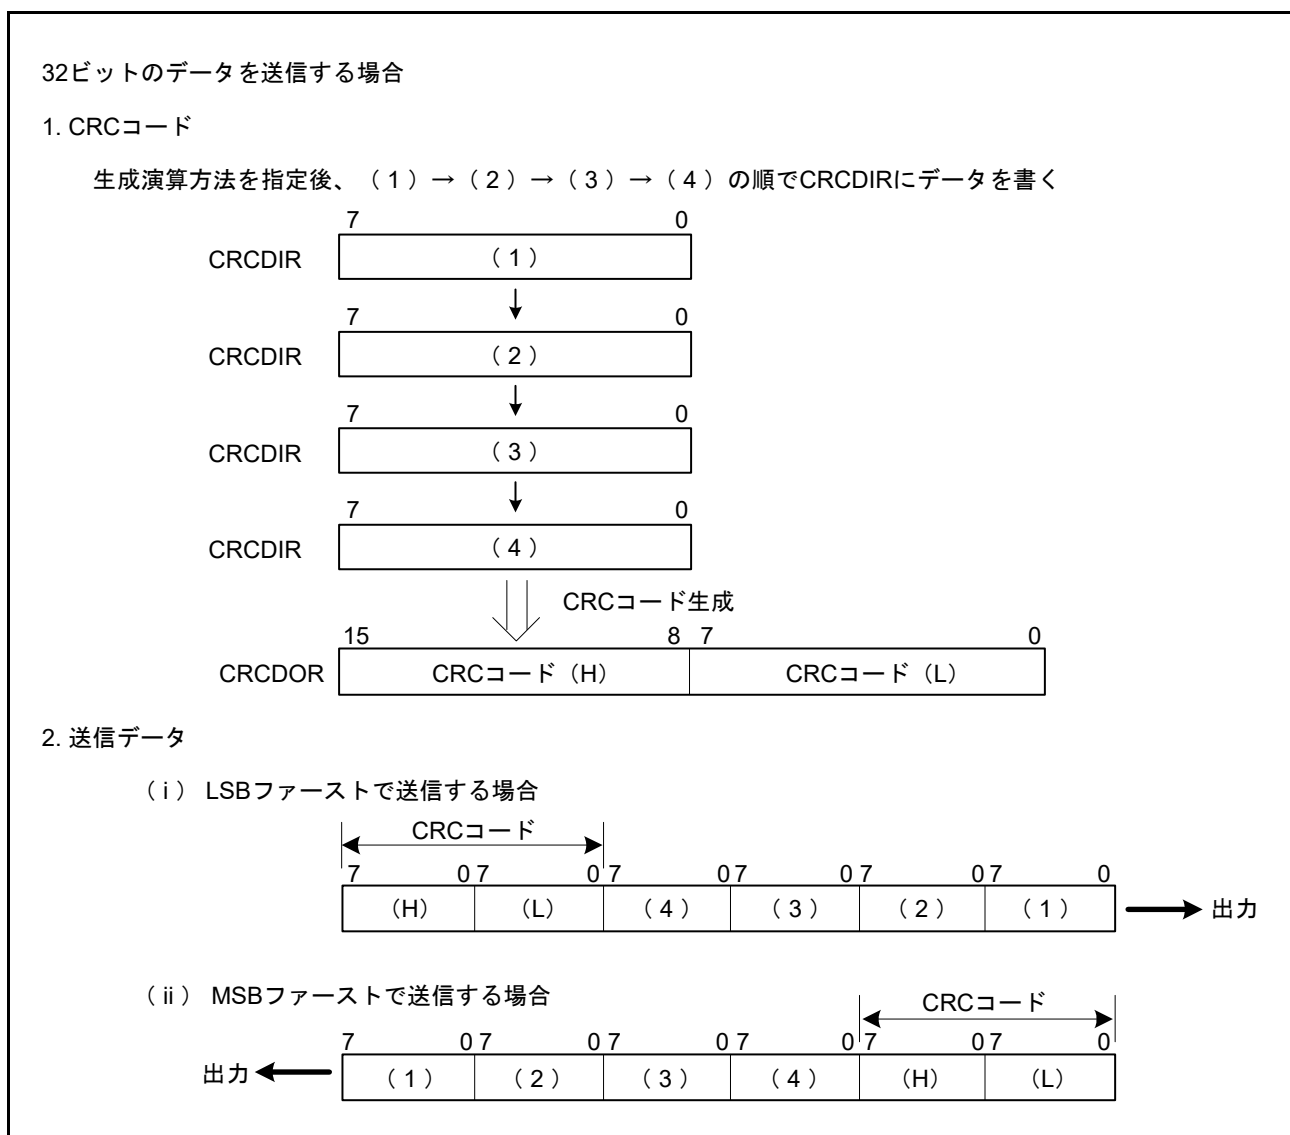 32ビットのデータを送信する場合
1. CRCコード
生成演算方法を指定後、（1）→（2）→（3）→（4）の順でCRCDIRにデータを書く
7 0
CRCDIR （1）
7 0
CRCDIR （2）
7 0
CRCDIR （3）
7 0
CRCDIR （4）
CRCコード生成
15 8 7 0
CRCDOR CRCコード（H） CRCコード（L）
2. 送信データ
（i） LSBファーストで送信する場合
CRCコード
7 0 7 0 7 0 7 0 7 0 7 0
（H） （L） （4） （3） （2） （1） 出力
（ii） MSBファーストで送信する場合
CRCコード
7 0 7 0 7 0 7 0 7 0 7 0
出力 （1） （2） （3） （4） （H） （L）